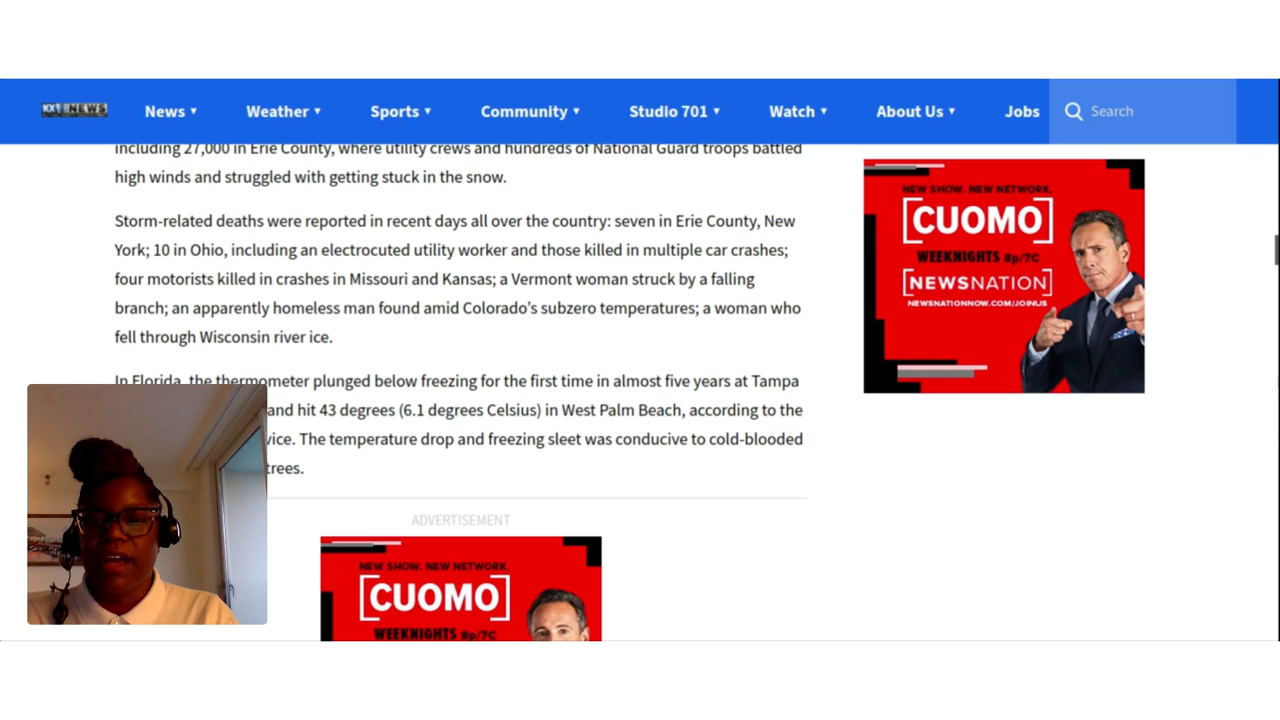 KX NEWS
News ▾ Weather ▾ Sports ▾ Community ▾ Studio 701 ▾ Watch ▾ About Us ▾ Jobs Search
including 27,000 in Erie County, where utility crews and hundreds of National Guard troops battled
high winds and struggled with getting stuck in the snow.
Storm-related deaths were reported in recent days all over the country: seven in Erie County, New
York; 10 in Ohio, including an electrocuted utility worker and those killed in multiple car crashes;
four motorists killed in crashes in Missouri and Kansas; a Vermont woman struck by a falling
branch; an apparently homeless man found amid Colorado’s subzero temperatures; a woman who
fell through Wisconsin river ice.
In Florida, the thermometer plunged below freezing for the first time in almost five years at Tampa
and hit 43 degrees (6.1 degrees Celsius) in West Palm Beach, according to the
vice. The temperature drop and freezing sleet was conducive to cold-blooded
trees.
ADVERTISEMENT
NEW SHOW. NEW NETWORK.
[CUOMO]
WEEKNIGHTS 8p/7C
NEW SHOW. NEW NETWORK.
[CUOMO]
WEEKNIGHTS 8p/7C
[NEWSNATION]
NEWSNATIONNOW.COM/JOINUS